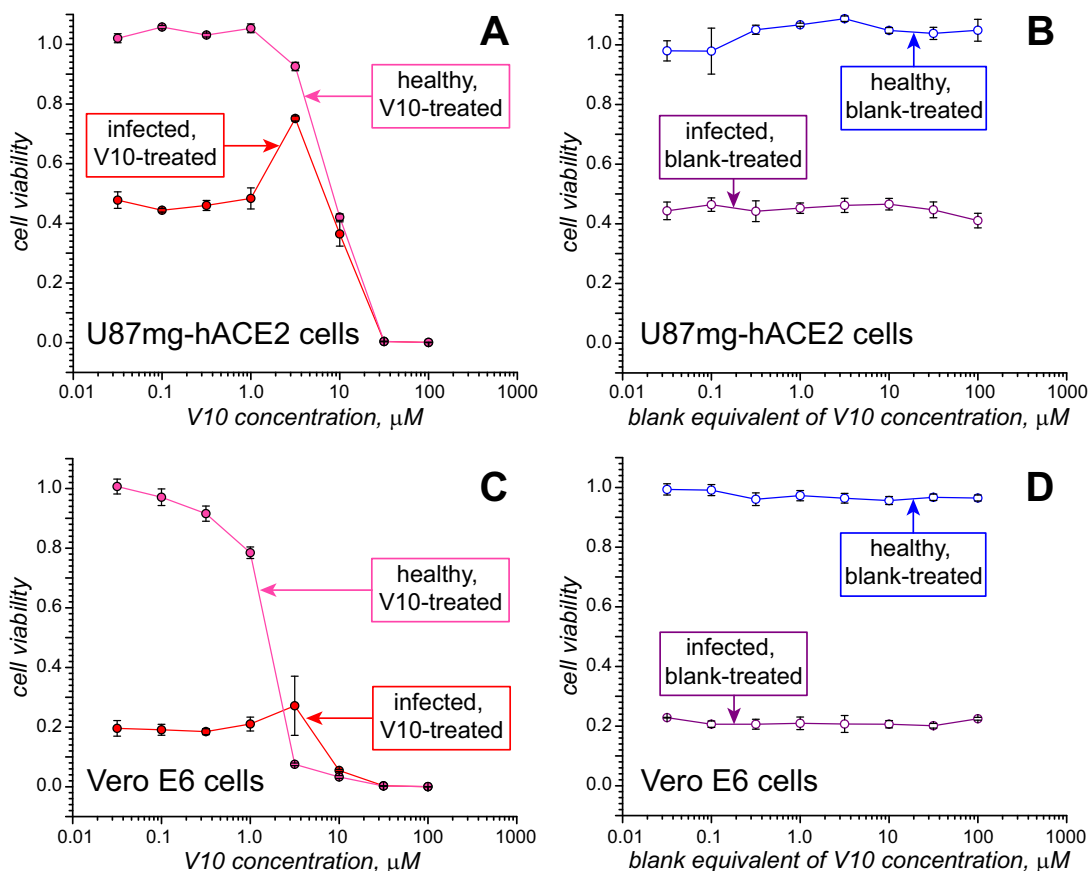 A
1.0
0.8
0.6
0.4
0.2
0.0
cell viability
healthy,
V10-treated
infected,
V10-treated
U87mg-hACE2 cells
0.01 0.1 1.0 10 100 1000
V10 concentration, μM
B
1.0
0.8
0.6
0.4
0.2
0.0
cell viability
healthy,
blank-treated
infected,
blank-treated
U87mg-hACE2 cells
0.01 0.1 1.0 10 100 1000
blank equivalent of V10 concentration, μM
C
1.0
0.8
0.6
0.4
0.2
0.0
cell viability
healthy,
V10-treated
infected,
V10-treated
Vero E6 cells
0.01 0.1 1.0 10 100 1000
V10 concentration, μM
D
1.0
0.8
0.6
0.4
0.2
0.0
cell viability
healthy,
blank-treated
infected,
blank-treated
Vero E6 cells
0.01 0.1 1.0 10 100 1000
blank equivalent of V10 concentration, μM